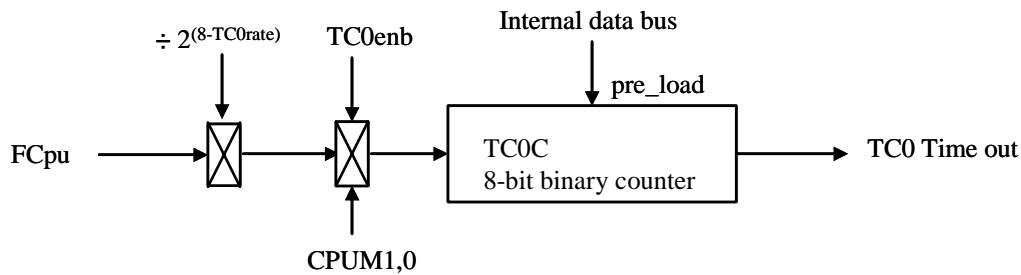 Internal data bus
÷ 2^(8-TC0rate)
TC0enb
pre_load
FCpu
TC0C
8-bit binary counter
TC0 Time out
CPUM1,0